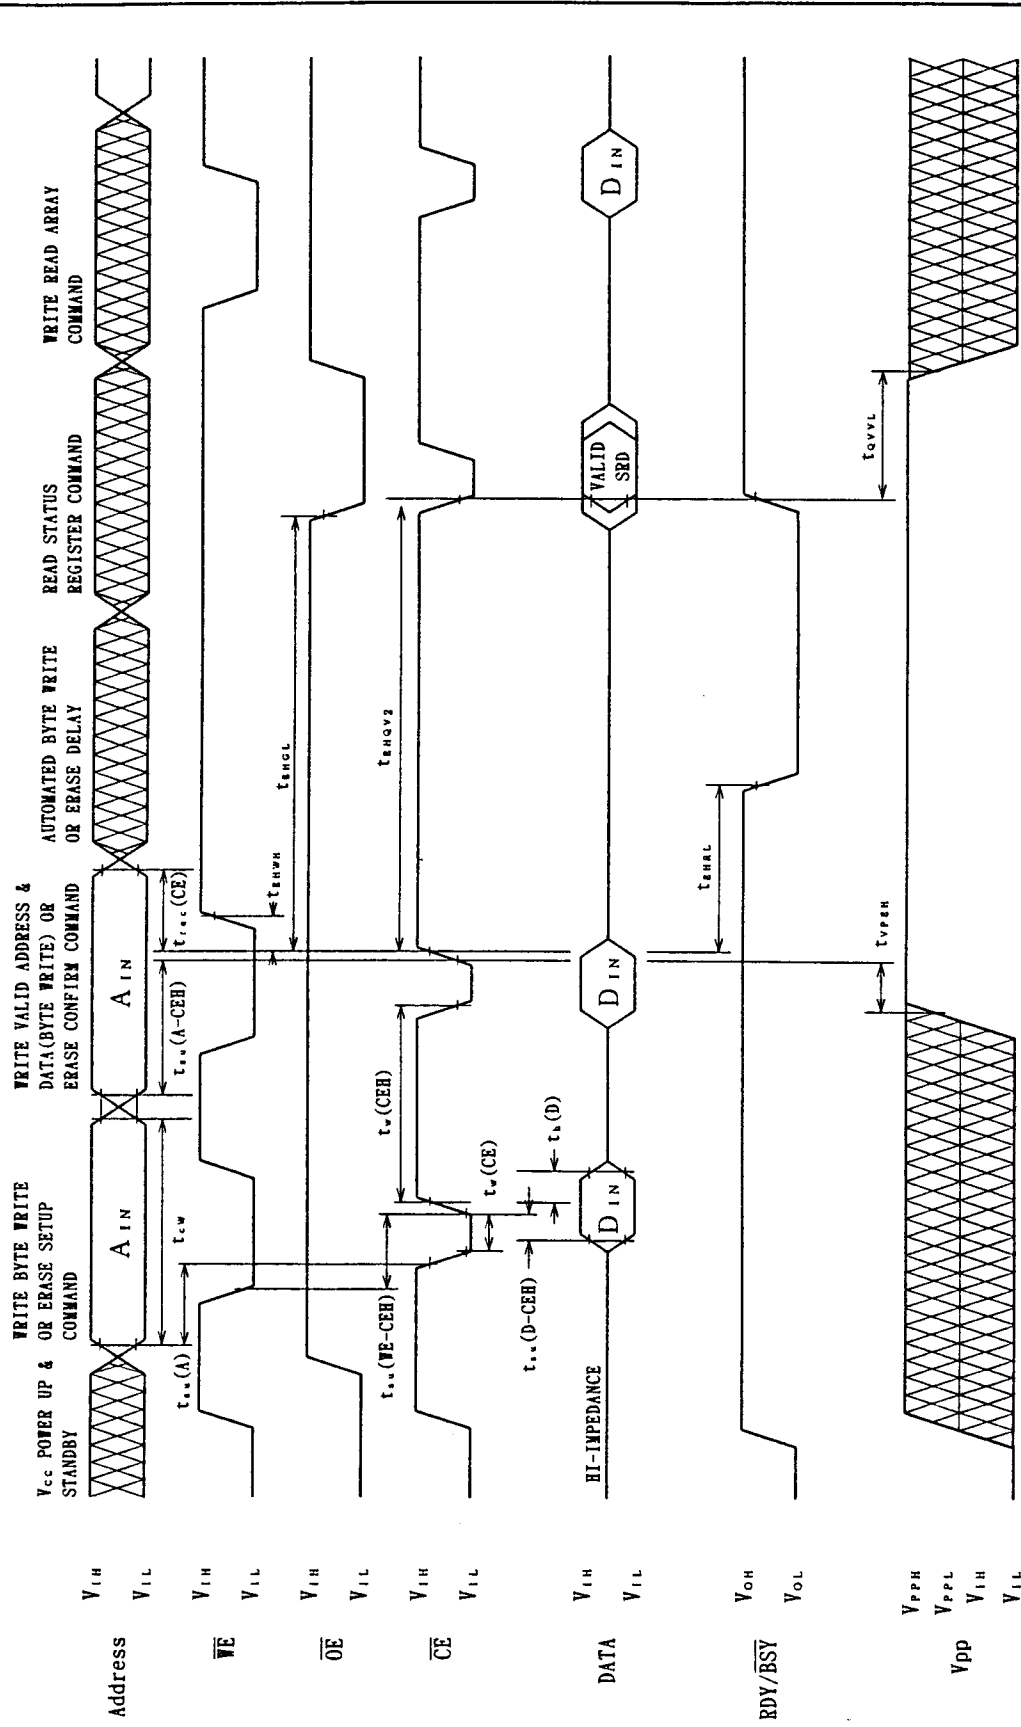 Vcc POWER UP &
STANDBY
WRITE BYTE WRITE
OR ERASE SETUP
COMMAND
WRITE VALID ADDRESS &
DATA(BYTE WRITE) OR
ERASE CONFIRM COMMAND
AUTOMATED BYTE WRITE
OR ERASE DELAY
READ STATUS
REGISTER COMMAND
WRITE READ ARRAY
COMMAND
Address
VIH
VIL
AIN
AIN
tcW
tsu(A-CEH)
trec(CE)
tsu(A)
WE
VIH
VIL
tEHWH
OE
VIH
VIL
tEHGL
tsu(WE-CEH)
tw(CEH)
tEHQV2
CE
VIH
VIL
tw(CE)
tsu(D-CEH)
th(D)
DATA
VIH
VIL
HI-IMPEDANCE
DIN
DIN
VALID
SRD
DIN
tEHRL
RDY/BSY
VOH
VOL
tVPEH
tQVVL
Vpp
VPPH
VPPL
VIH
VIL